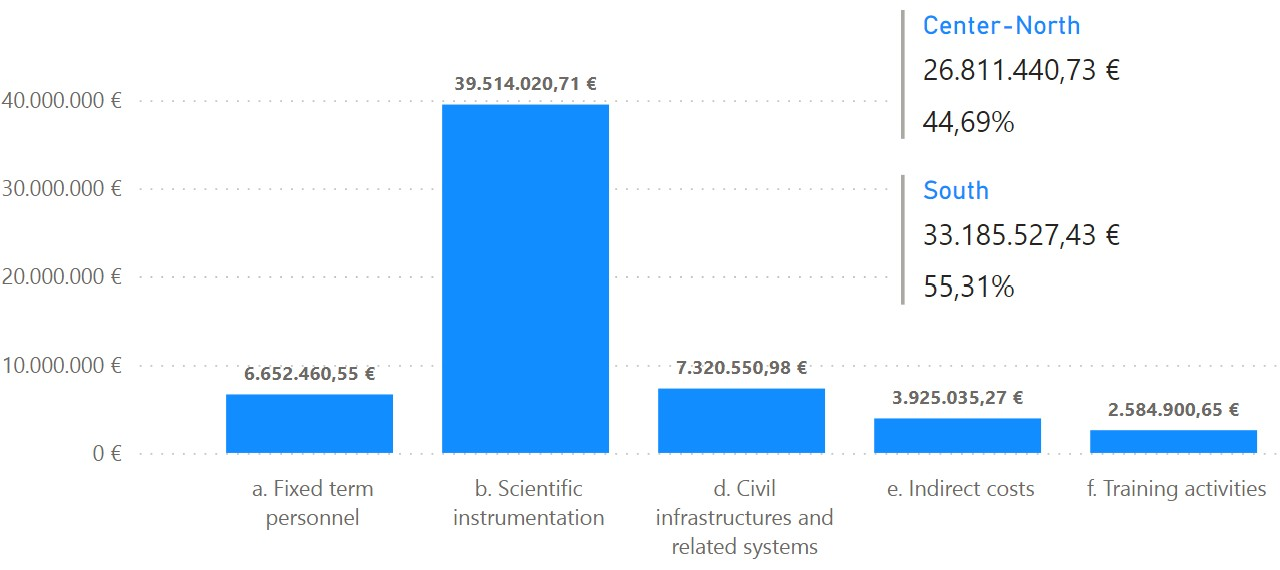 Center-North
26.811.440,73 €
44,69%
South
33.185.527,43 €
55,31%
40.000.000 €
30.000.000 €
20.000.000 €
10.000.000 €
0 €
6.652.460,55 €
39.514.020,71 €
7.320.550,98 €
3.925.035,27 €
2.584.900,65 €
a. Fixed term
personnel
b. Scientific
instrumentation
d. Civil
infrastructures and
related systems
e. Indirect costs
f. Training activities